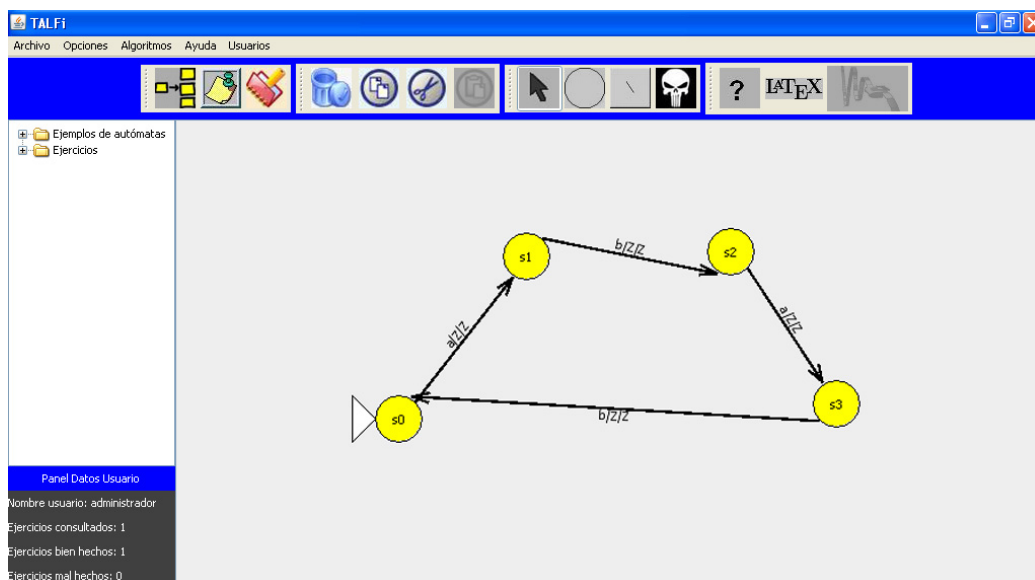 TALFi
Archivo Opciones Algoritmos Ayuda Usuarios
? LATEX
Ejemplos de autómatas
Ejercicios
s1
b/Z/Z
s2
a/Z/Z
a/Z/Z
s0
b/Z/Z
s3
Panel Datos Usuario
Nombre usuario: administrador
Ejercicios consultados: 1
Ejercicios bien hechos: 1
Ejercicios mal hechos: 0